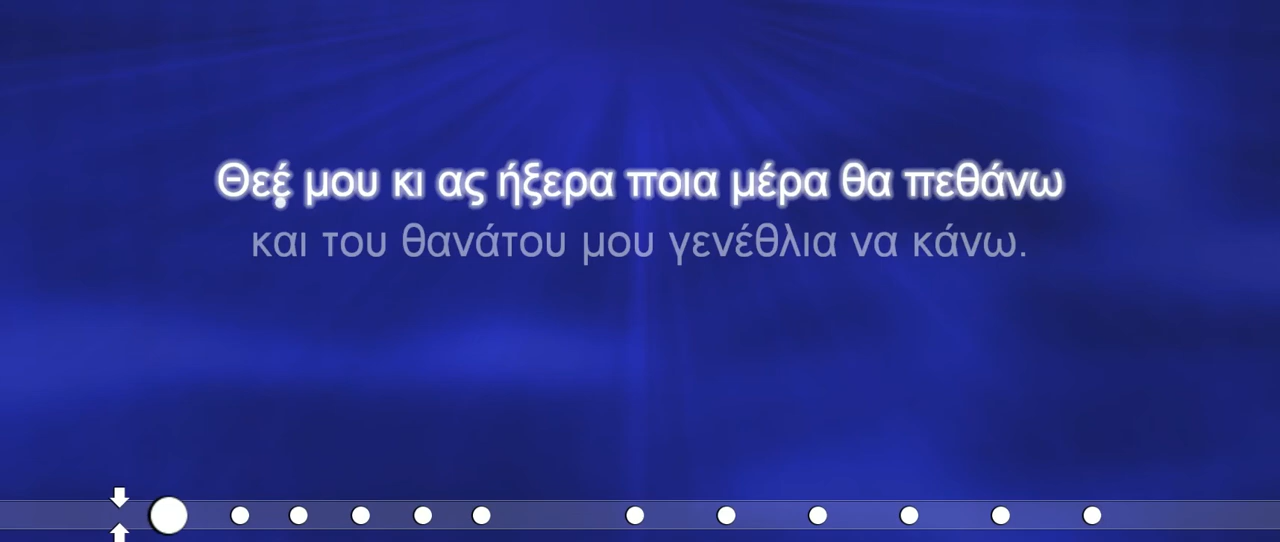 Θεέ μου κι ας ήξερα ποια μέρα θα πεθάνω
και του θανάτου μου γενέθλια να κάνω.